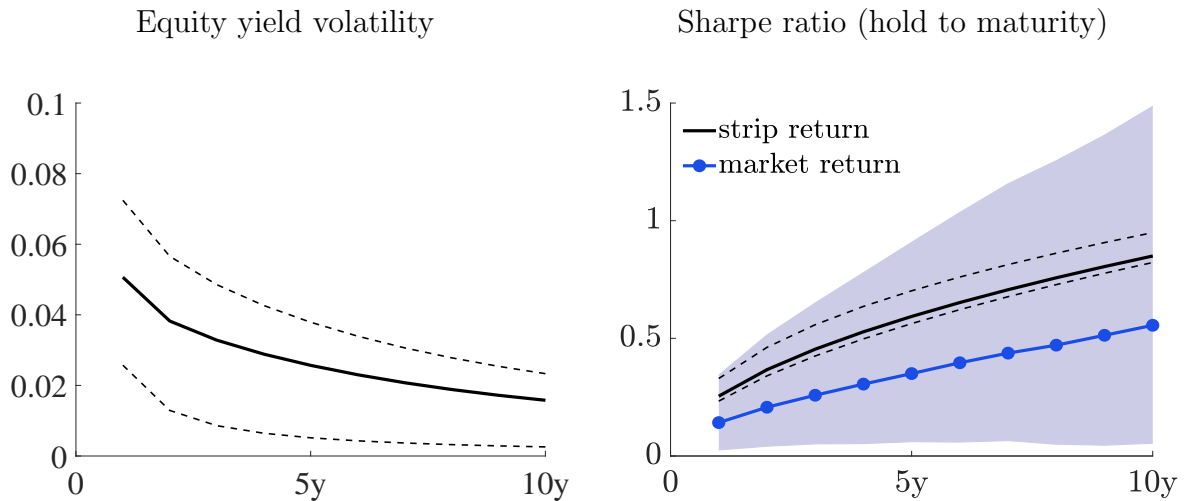 Equity yield volatility
0.1
0.08
0.06
0.04
0.02
0
0
5y
10y
Sharpe ratio (hold to maturity)
1.5
1
0.5
0
strip return
market return
0
5y
10y